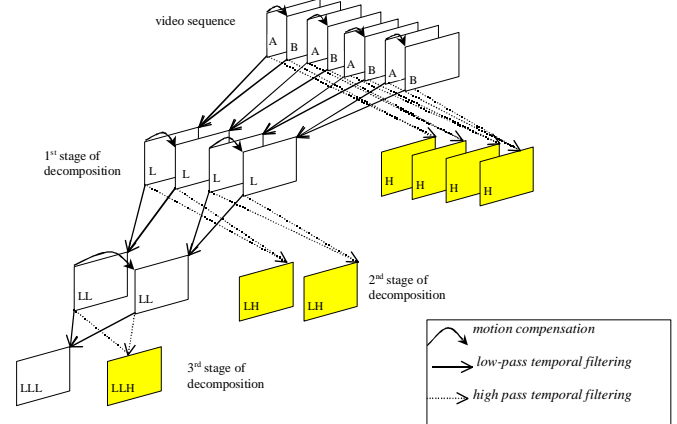 video sequence
A B A B A B A B
1st stage of
decomposition
L L L L
H H H H
LL LL
LH LH
2nd stage of
decomposition
LLL LLH
3rd stage of
decomposition
motion compensation
low-pass temporal filtering
high pass temporal filtering